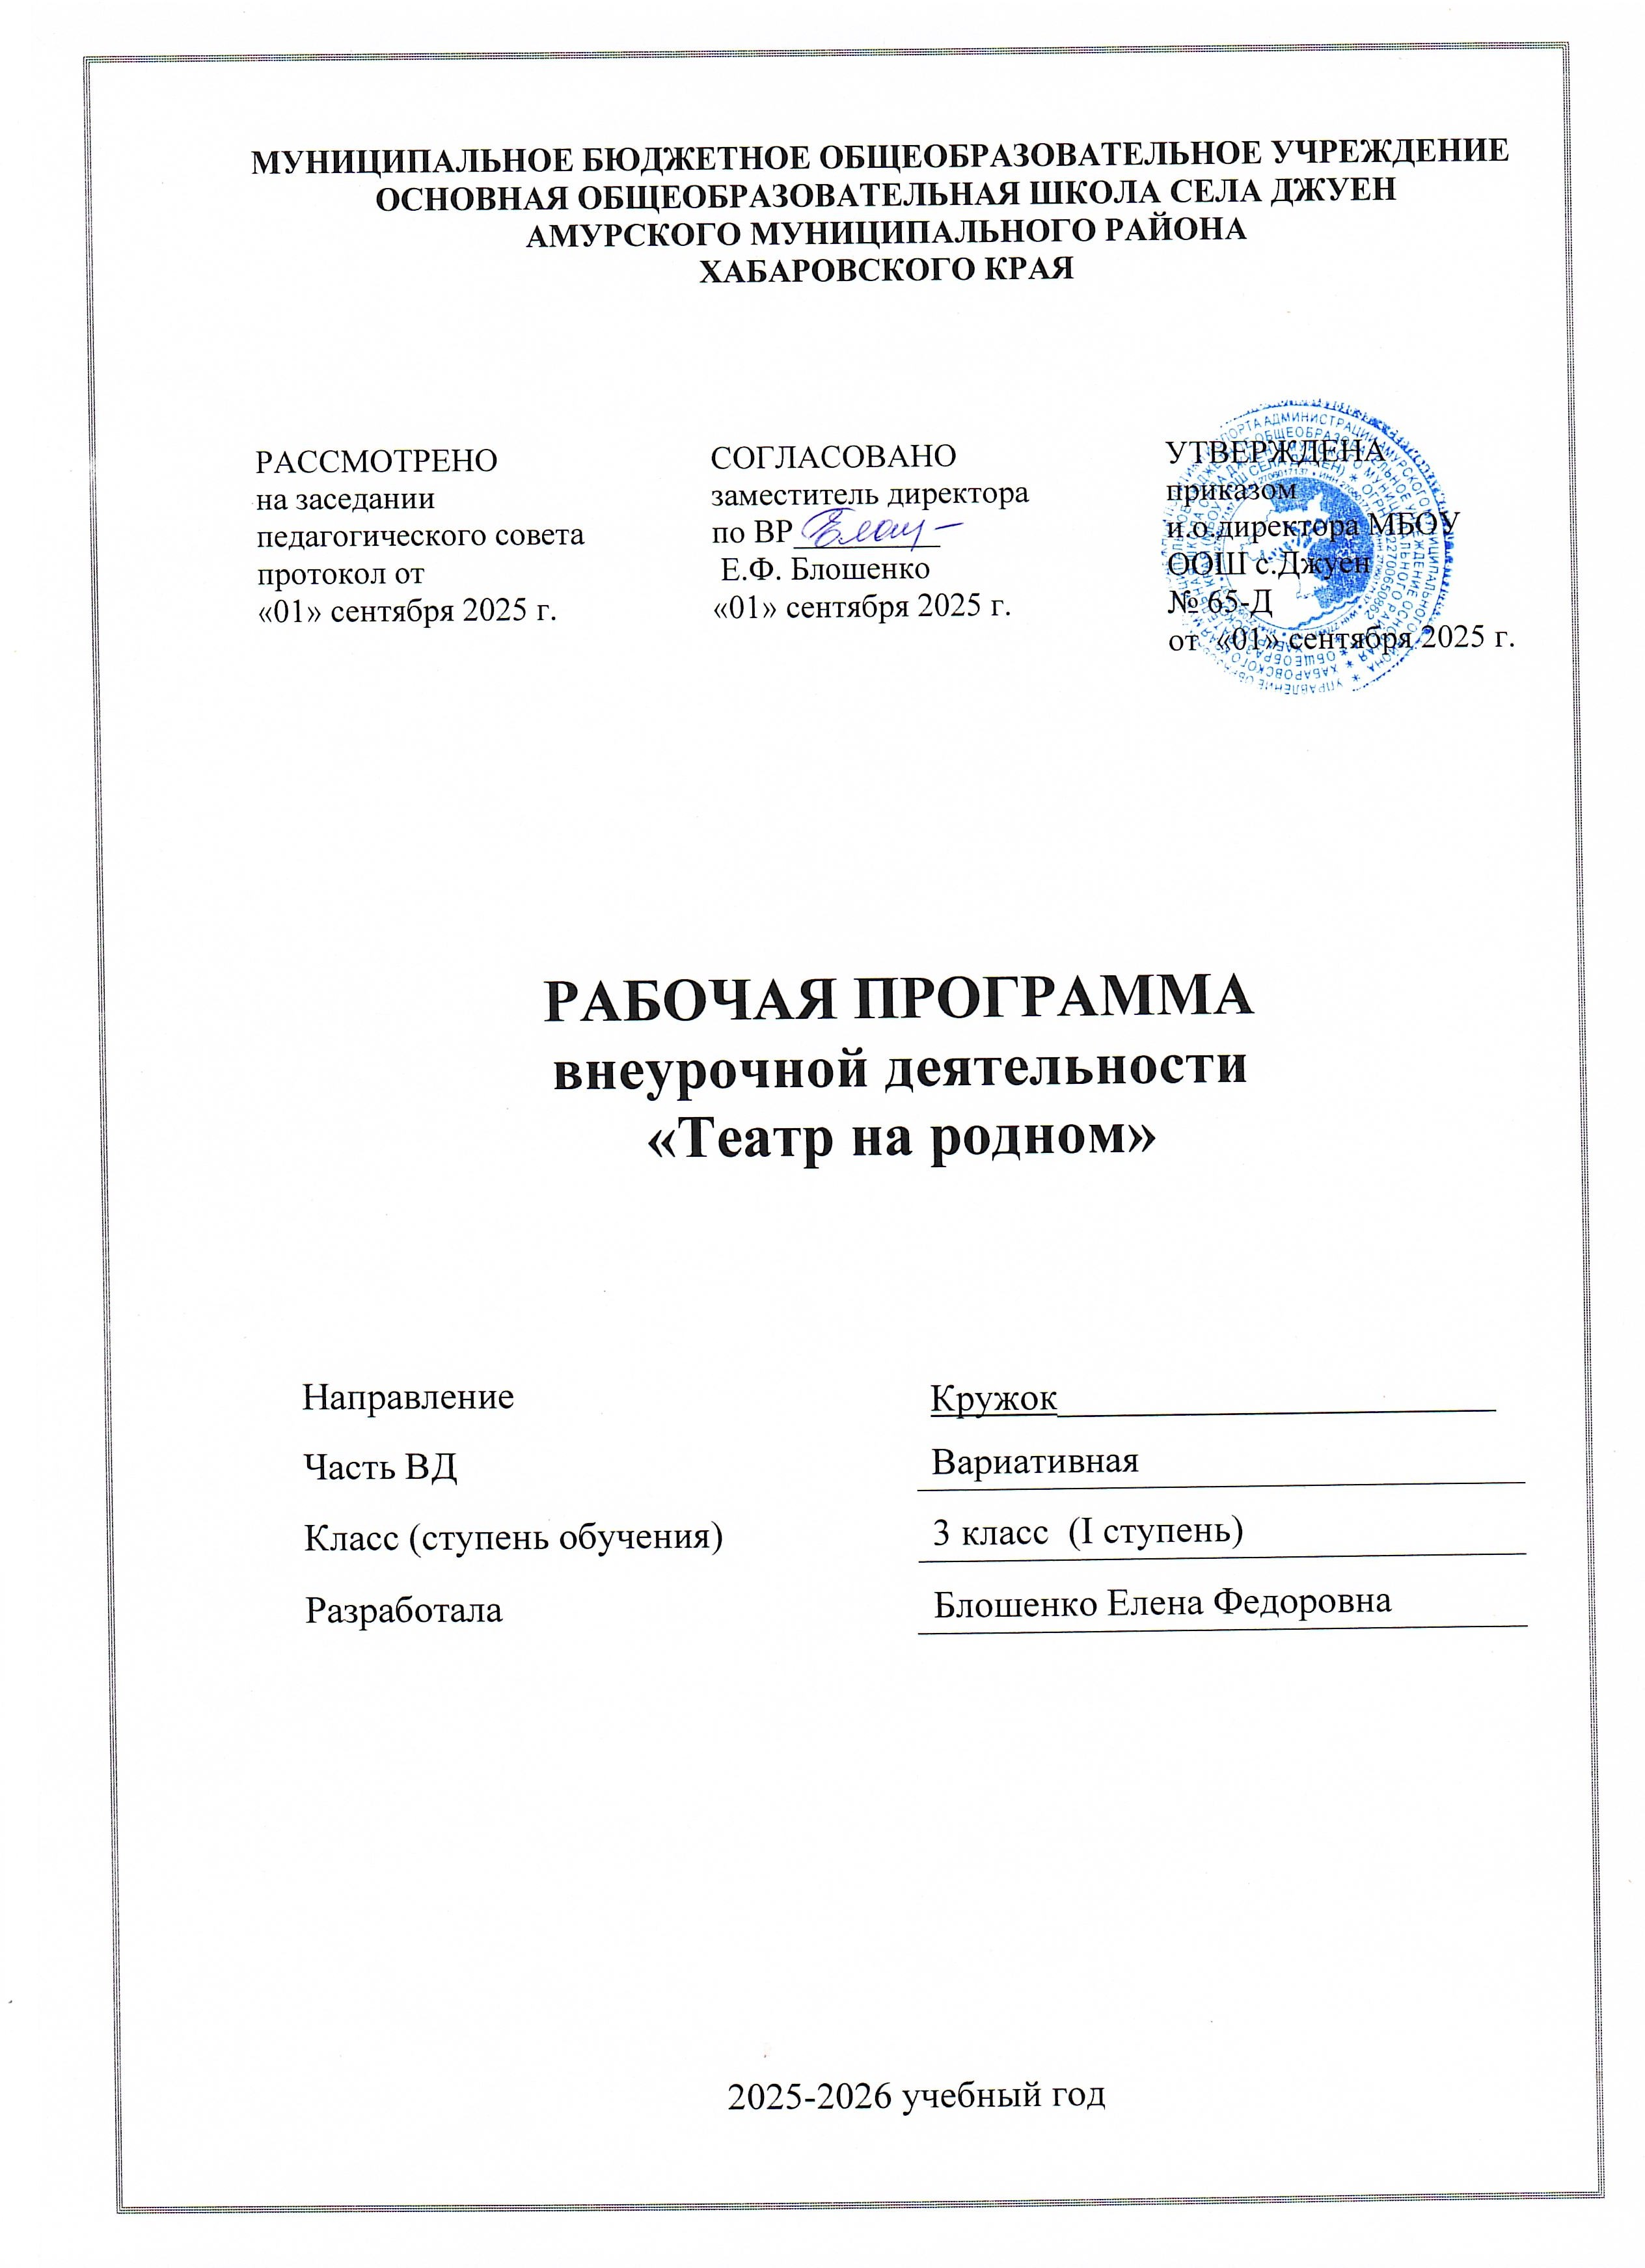 МУНИЦИПАЛЬНОЕ БЮДЖЕТНОЕ ОБЩЕОБРАЗОВАТЕЛЬНОЕ УЧРЕЖДЕНИЕ
ОСНОВНАЯ ОБЩЕОБРАЗОВАТЕЛЬНАЯ ШКОЛА СЕЛА ДЖУЕН
АМУРСКОГО МУНИЦИПАЛЬНОГО РАЙОНА
ХАБАРОВСКОГО КРАЯ
РАССМОТРЕНО
на заседании
педагогического совета
протокол от
«01» сентября 2025 г.
СОГЛАСОВАНО
заместитель директора
по ВР
Е.Ф. Блошенко
«01» сентября 2025 г.
УТВЕРЖДЕНА
приказом
и.о.директора МБОУ
ООШ с.Джуен
№ 65-Д
от «01» сентября 2025 г.
РАБОЧАЯ ПРОГРАММА
внеурочной деятельности
«Театр на родном»
Направление Кружок
Часть ВД Вариативная
Класс (ступень обучения) 3 класс (I ступень)
Разработала Блошенко Елена Федоровна
2025-2026 учебный год